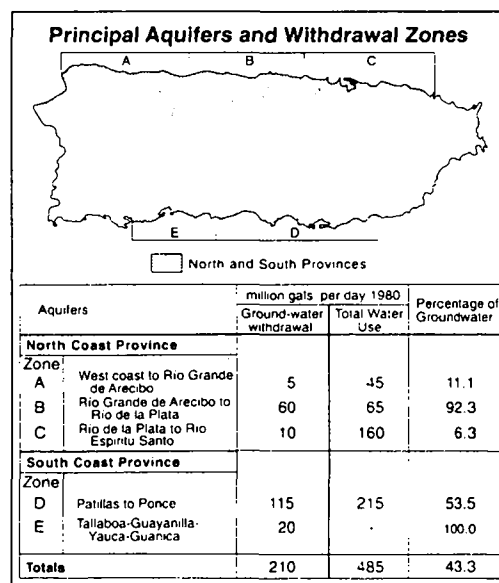 Principal Aquifers and Withdrawal Zones
A B C
E D
North and South Provinces
Aquifers
million gals per day 1980
Ground-water withdrawal
Total Water Use
Percentage of Groundwater
North Coast Province
Zone
A West coast to Rio Grande de Arecibo 5 45 11.1
B Rio Grande de Arecibo to Rio de la Plata 60 65 92.3
C Rio de la Plata to Rio Espiritu Santo 10 160 6.3
South Coast Province
Zone
D Patillas to Ponce 115 215 53.5
E Tallaboa-Guayanilla-Yauca-Guanica 20 · 100.0
Totals 210 485 43.3